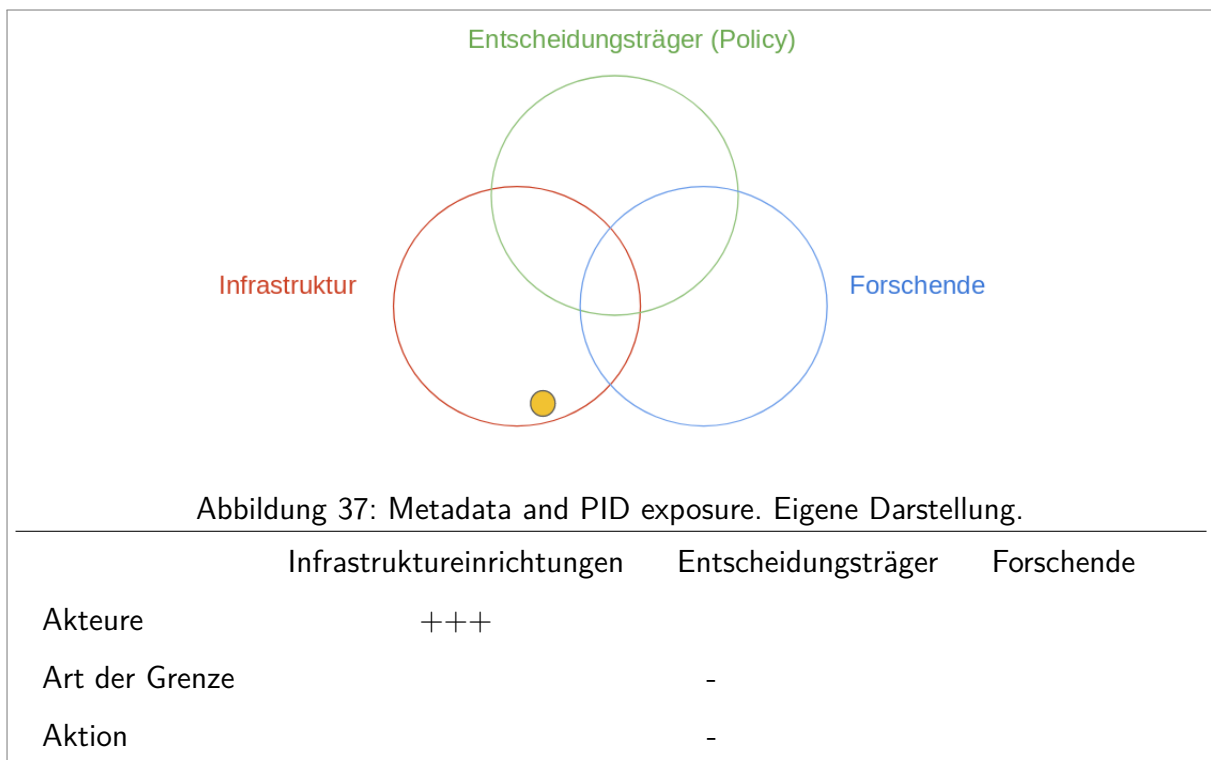 Entscheidungsträger (Policy)
Infrastruktur
Forschende
Abbildung 37: Metadata and PID exposure. Eigene Darstellung.
Infrastruktureinrichtungen Entscheidungsträger Forschende
Akteure +++
Art der Grenze -
Aktion -